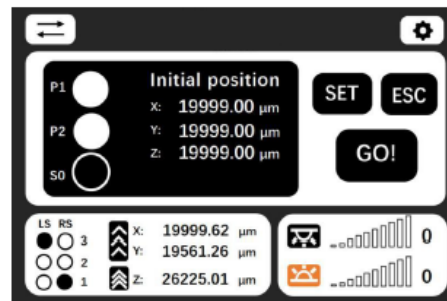 Initial position
P1
X: 19999.00 μm
P2
Y: 19999.00 μm
Z: 19999.00 μm
S0
SET
ESC
GO!
LS RS
3
2
1
X: 19999.62 μm
Y: 19561.26 μm
Z: 26225.01 μm
0
0